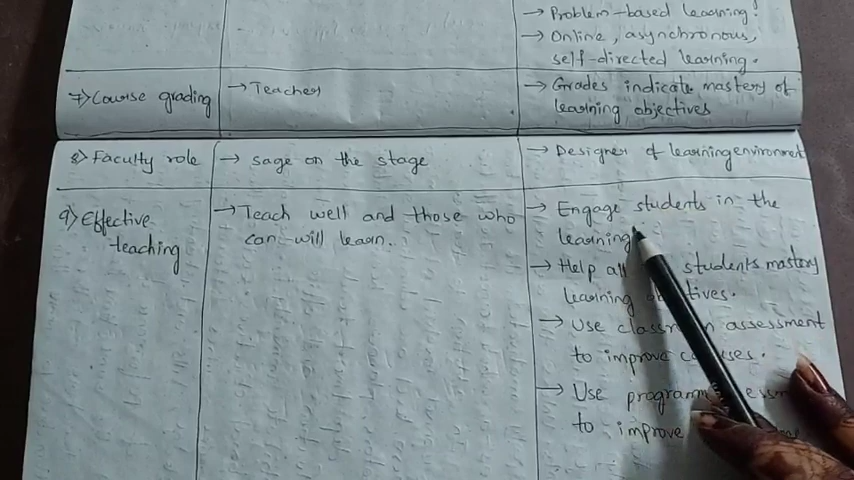 → Problem-based learning.
→ Online, asynchronous,
self-directed learning.
7) Course grading → Teacher → Grades indicate mastery of
learning objectives
8) Faculty role → sage on the stage → Designer of learning environment
9) Effective teaching → Teach well and those who can will learn. → Engage students in the
learning.
→ Help all students mastery
learning
→ Use assessment
to improve
→ Use
to improve